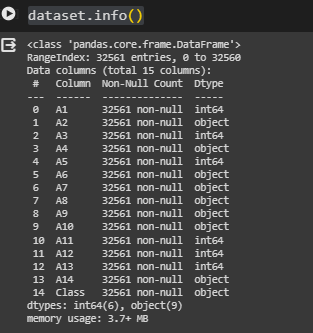 dataset.info()
<class 'pandas.core.frame.DataFrame'>
RangeIndex: 32561 entries, 0 to 32560
Data columns (total 15 columns):
 #   Column  Non-Null Count  Dtype
---  ------  --------------  -----
 0   A1      32561 non-null  int64
 1   A2      32561 non-null  object
 2   A3      32561 non-null  int64
 3   A4      32561 non-null  object
 4   A5      32561 non-null  int64
 5   A6      32561 non-null  object
 6   A7      32561 non-null  object
 7   A8      32561 non-null  object
 8   A9      32561 non-null  object
 9   A10     32561 non-null  object
 10  A11     32561 non-null  int64
 11  A12     32561 non-null  int64
 12  A13     32561 non-null  int64
 13  A14     32561 non-null  object
 14  Class   32561 non-null  object
dtypes: int64(6), object(9)
memory usage: 3.7+ MB